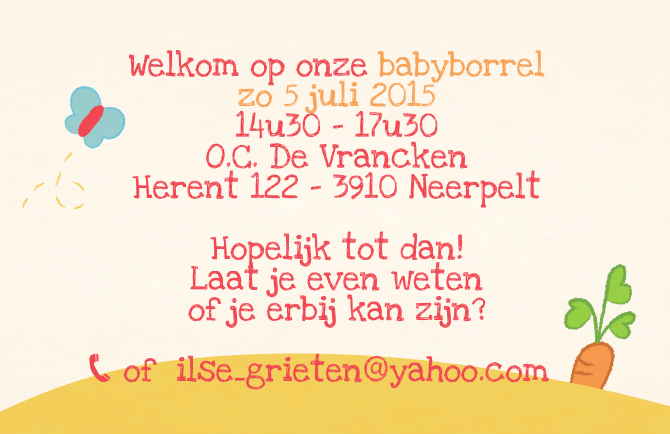 Welkom op onze babyborrel
zo 5 juli 2015
14u30 - 17u30
O.C. De Vrancken
Herent 122 - 3910 Neerpelt
Hopelijk tot dan!
Laat je even weten
of je erbij kan zijn?
of ilse_grieten@yahoo.com